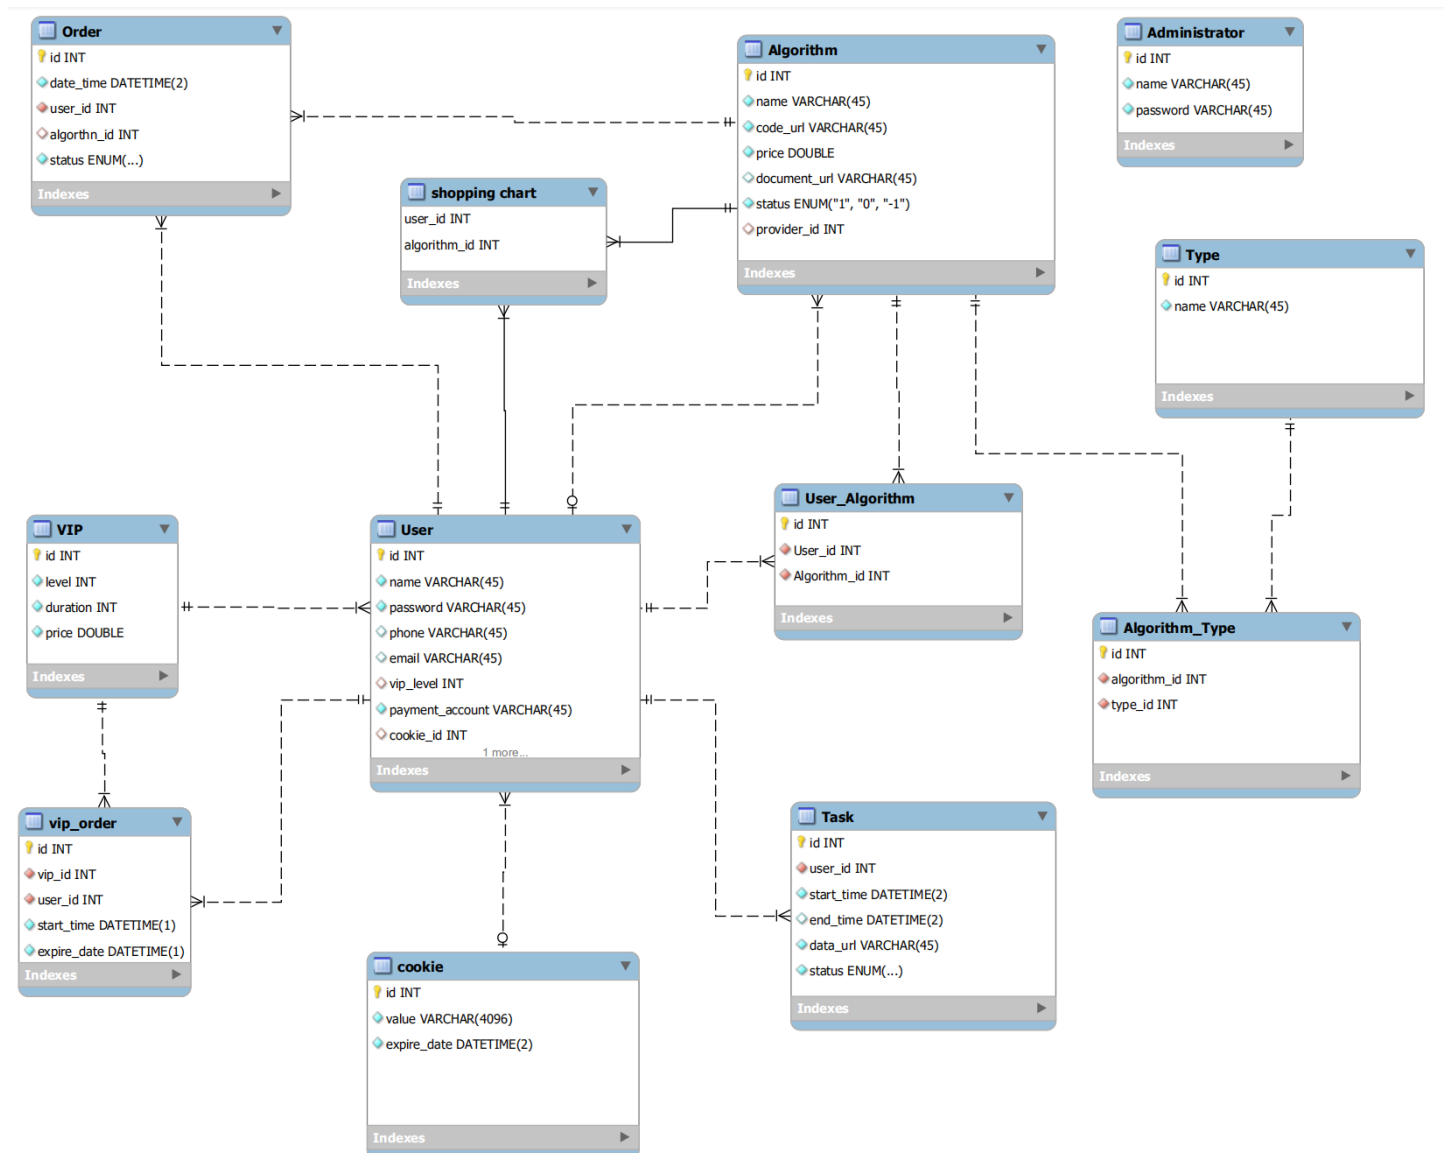 Order
id INT
date_time DATETIME(2)
user_id INT
algorthn_id INT
status ENUM(...)
Indexes
shopping chart
user_id INT
algorithm_id INT
Indexes
Algorithm
id INT
name VARCHAR(45)
code_url VARCHAR(45)
price DOUBLE
document_url VARCHAR(45)
status ENUM("1", "0", "-1")
provider_id INT
Indexes
Administrator
id INT
name VARCHAR(45)
password VARCHAR(45)
Indexes
Type
id INT
name VARCHAR(45)
Indexes
VIP
id INT
level INT
duration INT
price DOUBLE
Indexes
User
id INT
name VARCHAR(45)
password VARCHAR(45)
phone VARCHAR(45)
email VARCHAR(45)
vip_level INT
payment_account VARCHAR(45)
cookie_id INT
1 more...
Indexes
User_Algorithm
id INT
User_id INT
Algorithm_id INT
Indexes
Algorithm_Type
id INT
algorithm_id INT
type_id INT
Indexes
vip_order
id INT
vip_id INT
user_id INT
start_time DATETIME(1)
expire_date DATETIME(1)
Indexes
cookie
id INT
value VARCHAR(4096)
expire_date DATETIME(2)
Indexes
Task
id INT
user_id INT
start_time DATETIME(2)
end_time DATETIME(2)
data_url VARCHAR(45)
status ENUM(...)
Indexes